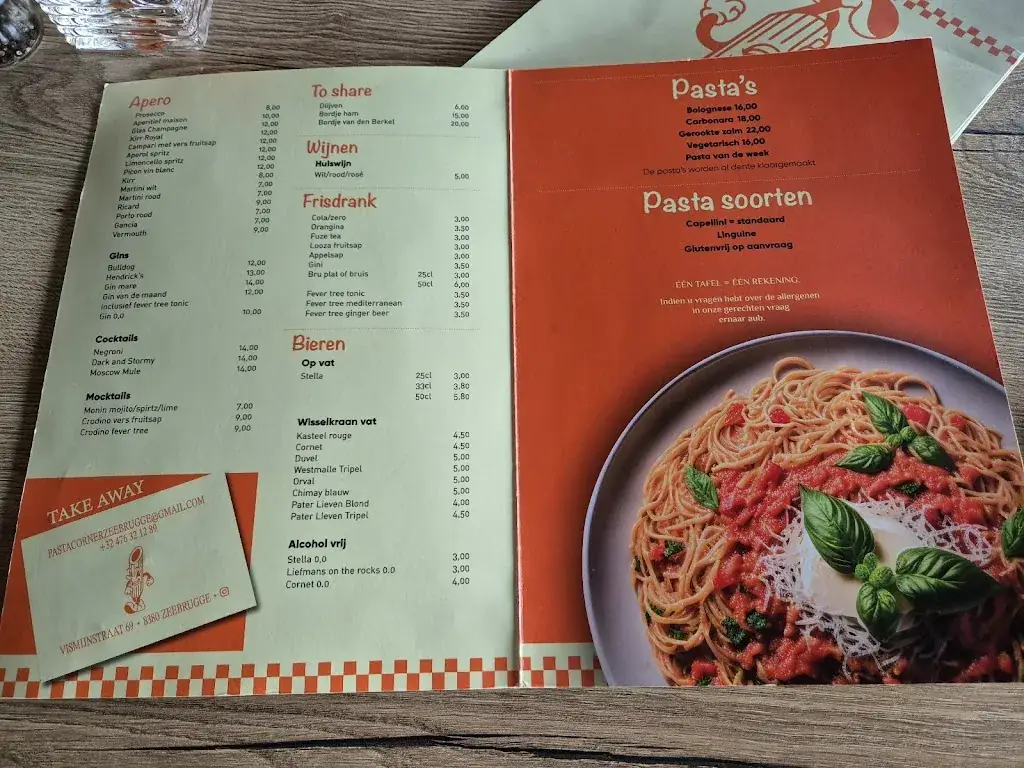 Apero
Prosecco 8,00
Aperitief maison 10,00
Glas Champagne 12,00
Kirr Royal 12,00
Campari met vers fruitsap 12,00
Aperol spritz 12,00
Limoncello spritz 12,00
Picon vin blanc 12,00
Kirr 8,00
Martini wit 7,00
Martini rood 7,00
Ricard 9,00
Porto rood 7,00
Gancia 7,00
Vermouth 9,00
Gins
Bulldog 12,00
Hendrick's 13,00
Gin mare 14,00
Gin van de maand 12,00
inclusief fever tree tonic
Gin 0,0 10,00
Cocktails
Negroni 14,00
Dark and Stormy 14,00
Moscow Mule 14,00
Mocktails
Monin mojito/spirtz/lime 7,00
Crodino vers fruitsap 9,00
Crodino fever tree 9,00
TAKE AWAY
PASTACORNERZEEBRUGGE@GMAIL.COM
+32 476 32 12 80
VISMIJNSTRAAT 69 • 8380 ZEEBRUGGE •
To share
Olijven 6,00
Bordje ham 15,00
Bordje van den Berkel 20,00
Wijnen
Huiswijn
Wit/rood/rosé 5,00
Frisdrank
Cola/zero 3,00
Orangina 3,50
Fuze tea 3,00
Looza fruitsap 3,00
Appelsap 3,00
Gini 3,50
Bru plat of bruis 25cl 3,00
50cl 6,00
Fever tree tonic 3.50
Fever tree mediterranean 3.50
Fever tree ginger beer 3.50
Bieren
Op vat
Stella 25cl 3,00
33cl 3,80
50cl 5,80
Wisselkraan vat
Kasteel rouge 4,50
Cornet 4,50
Duvel 5,00
Westmalle Tripel 5,00
Orval 5,00
Chimay blauw 5,00
Pater Lieven Blond 4,00
Pater Lieven Tripel 4,50
Alcohol vrij
Stella 0,0 3,00
Liefmans on the rocks 0.0 3,00
Cornet 0.0 4,00
Pasta's
Bolognese 16,00
Carbonara 18,00
Gerookte zalm 22,00
Vegetarisch 16,00
Pasta van de week
De pasta's worden al dente klaargemaakt
Pasta soorten
Capellini = standaard
Linguine
Glutenvrij op aanvraag
EÉN TAFEL = ÉÉN REKENING.
Indien u vragen hebt over de allergenen
in onze gerechten vraag
ernaar aub.